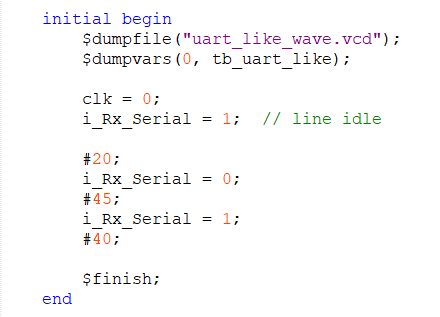 initial begin
$dumpfile("uart_like_wave.vcd");
$dumpvars(0, tb_uart_like);
clk = 0;
i_Rx_Serial = 1;  // line idle
#20;
i_Rx_Serial = 0;
#45;
i_Rx_Serial = 1;
#40;
$finish;
end